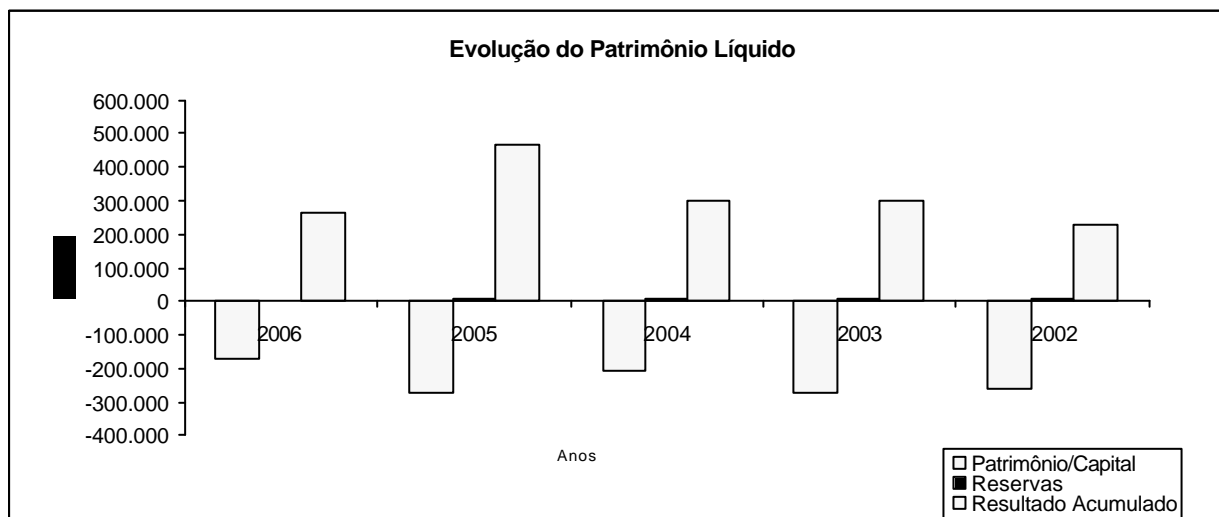 Evolução do Patrimônio Líquido
600.000
500.000
400.000
300.000
200.000
100.000
0
-100.000
-200.000
-300.000
-400.000
2006 2005 2004 2003 2002
Anos
Patrimônio/Capital
Reservas
Resultado Acumulado